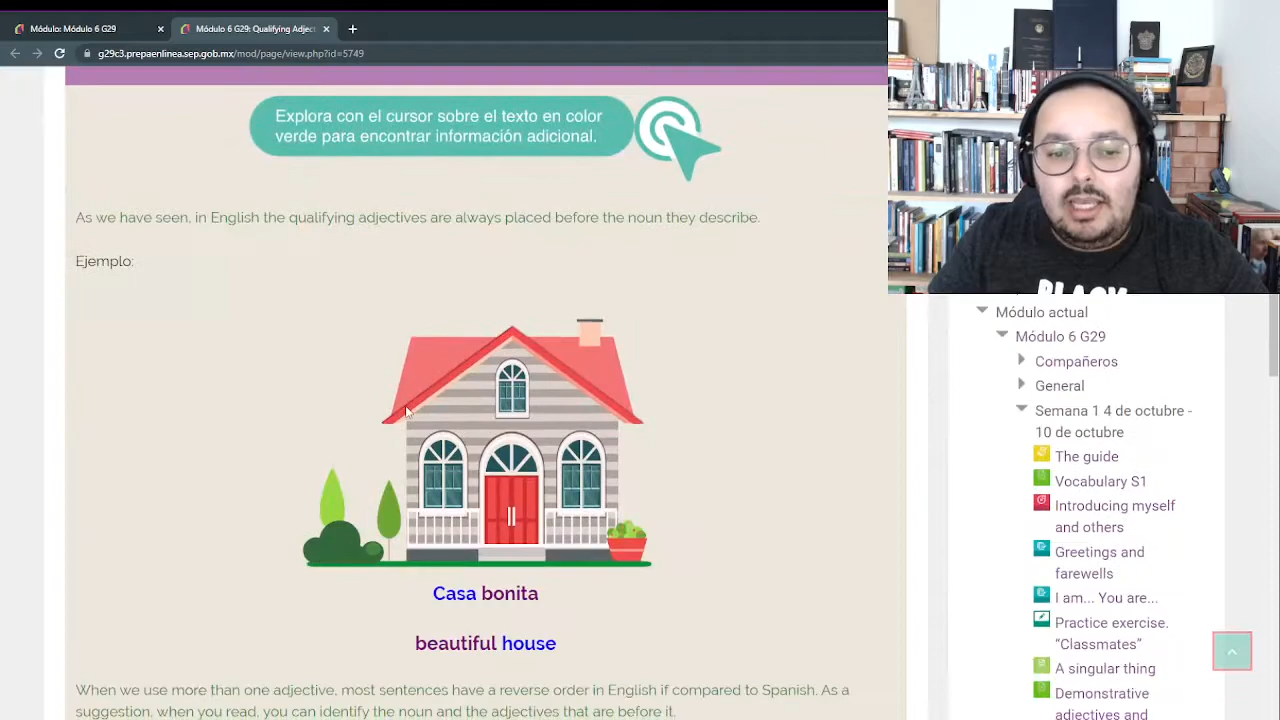 Módulo: Módulo 6 G29
Módulo 6 G29: Qualifying Adject
g29c3.prepaenlinea.sep.gob.mx/mod/page/view.php?id=5749
Explora con el cursor sobre el texto en color
verde para encontrar información adicional.
As we have seen, in English the qualifying adjectives are always placed before the noun they describe.
Ejemplo:
Casa bonita
beautiful house
When we use more than one adjective, most sentences have a reverse order in English if compared to Spanish. As a
suggestion, when you read, you can identify the noun and the adjectives that are before it.
BLACK
Módulo actual
Módulo 6 G29
Compañeros
General
Semana 1 4 de octubre -
10 de octubre
The guide
Vocabulary S1
Introducing myself
and others
Greetings and
farewells
I am... You are...
Practice exercise.
“Classmates”
A singular thing
Demonstrative
adjectives and